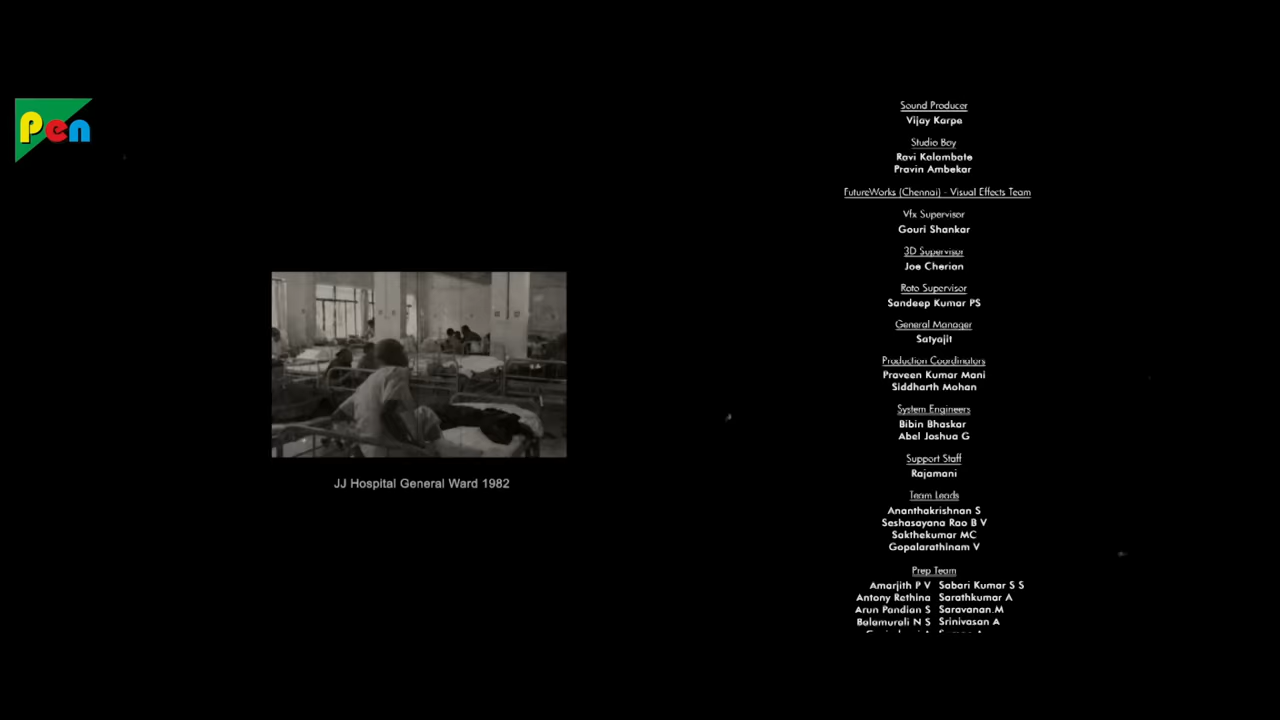 Pen
JJ Hospital General Ward 1982
Sound Producer
Vijay Karpe
Studio Boy
Ravi Kalambate
Pravin Ambekar
FutureWorks (Chennai) - Visual Effects Team
Vfx Supervisor
Gouri Shankar
3D Supervisor
Joe Cherian
Roto Supervisor
Sandeep Kumar PS
General Manager
Satyajit
Production Coordinators
Praveen Kumar Mani
Siddharth Mohan
System Engineers
Bibin Bhaskar
Abel Joshua G
Support Staff
Rajamani
Team Leads
Ananthakrishnan S
Seshasayana Rao B V
Sakthekumar MC
Gopalarathinam V
Prep Team
Amarjith P V Sabari Kumar S S
Antony Rethina Sarathkumar A
Arun Pandian S Saravanan.M
Balamurali N S Srinivasan A